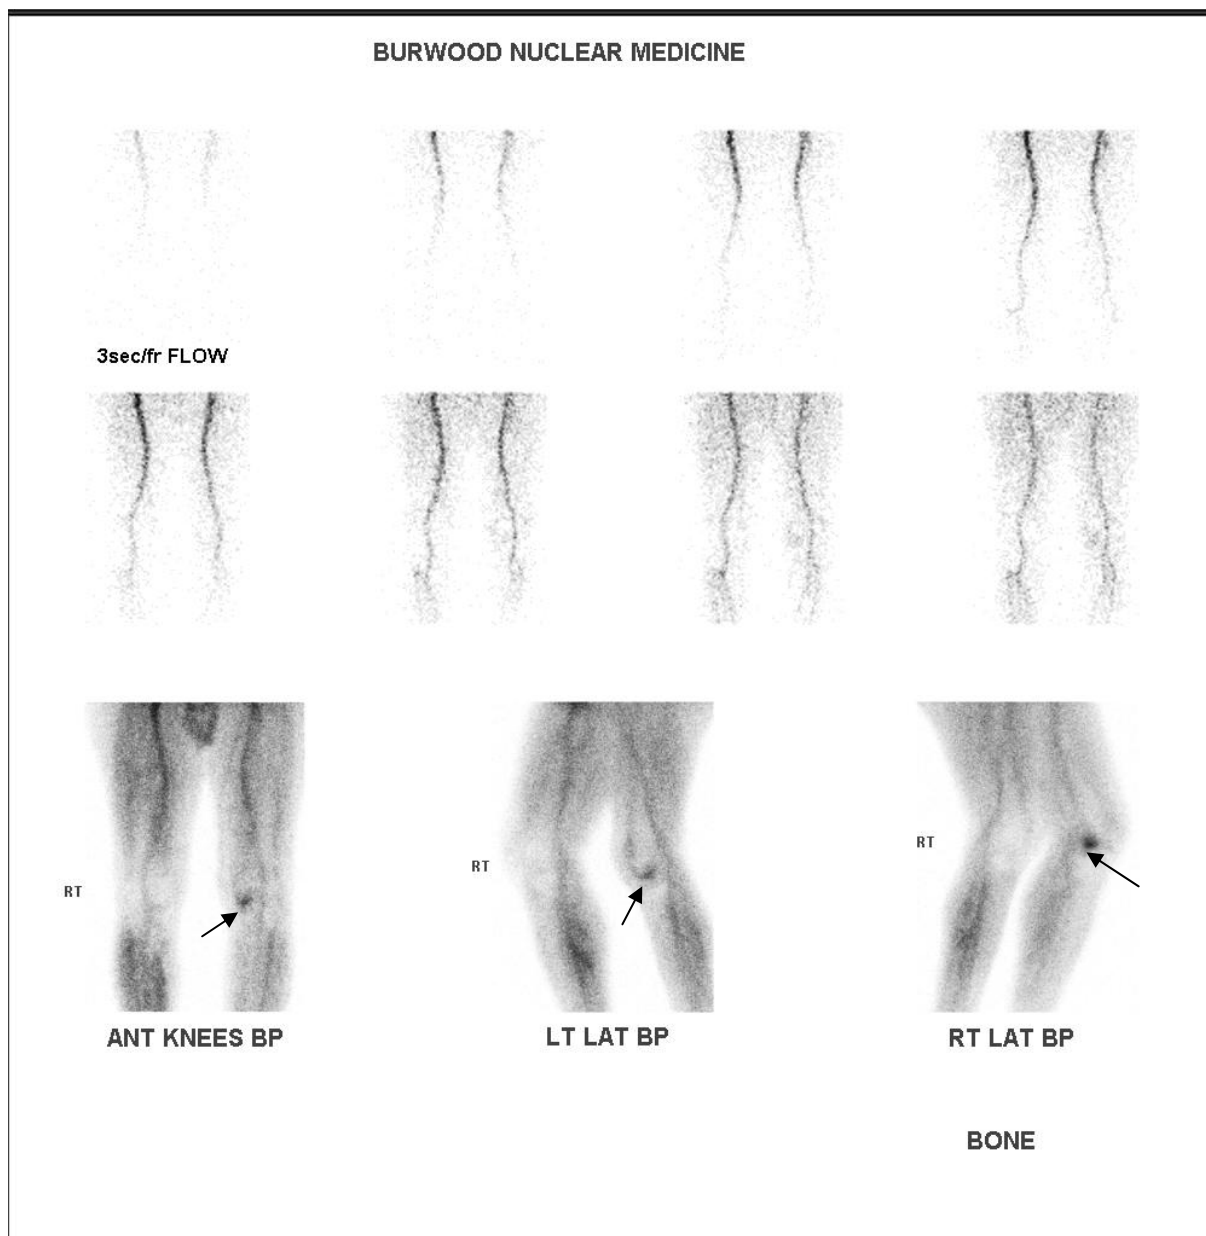 BURWOOD NUCLEAR MEDICINE
3sec/fr FLOW
RT
RT
RT
ANT KNEES BP
LT LAT BP
RT LAT BP
BONE